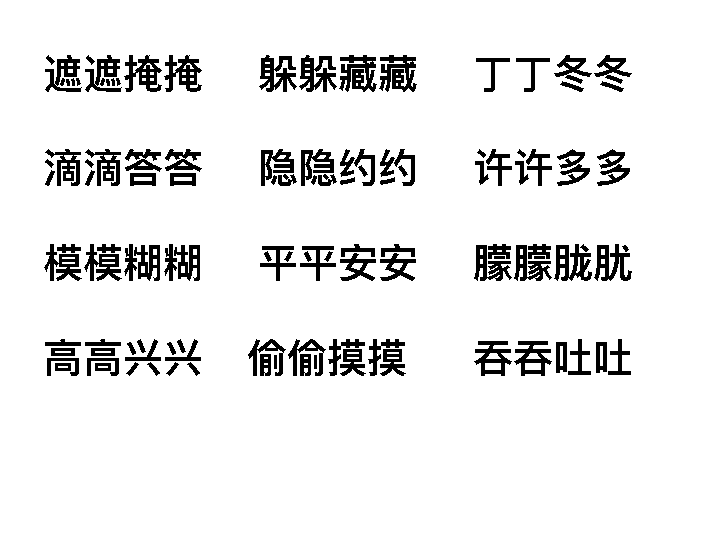 遮遮掩掩 躲躲藏藏 丁丁冬冬
滴滴答答 隐隐约约 许许多多
模模糊糊 平平安安 朦朦胧胧
高高兴兴 偷偷摸摸 吞吞吐吐